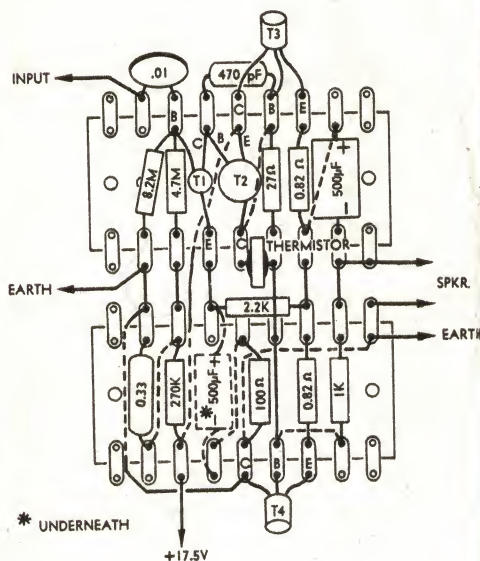 T3
INPUT
.01
470 pF
B
C
B
E
C
B
E
8.2M
4.7M
T1
T2
27Ω
0.82 Ω
500µF
+
−
E
C
THERMISTOR
EARTH
SPKR.
2.2K
EARTH
0.33
270K
+
500µF
−
*
100Ω
0.82 Ω
1K
C
B
E
T4
* UNDERNEATH
+17.5V